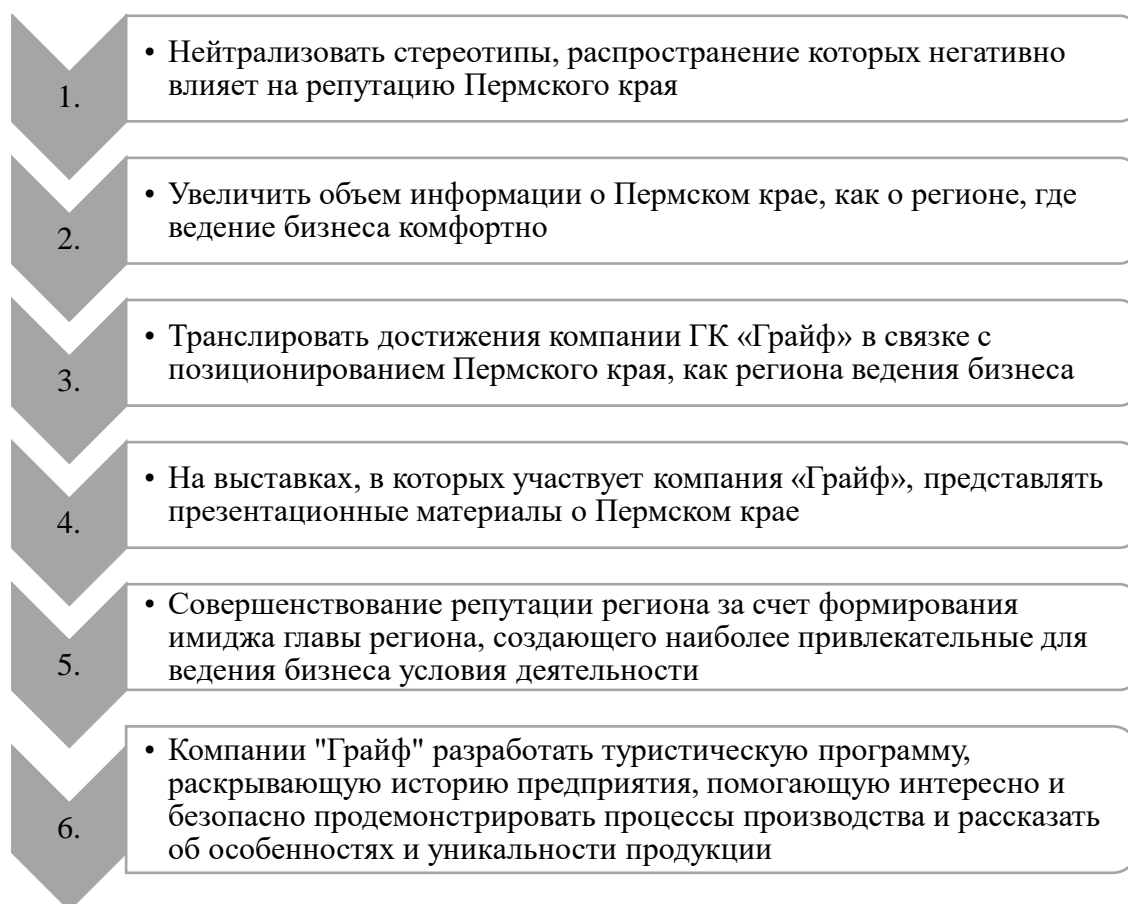 1.
• Нейтрализовать стереотипы, распространение которых негативно
влияет на репутацию Пермского края
2.
• Увеличить объем информации о Пермском крае, как о регионе, где
ведение бизнеса комфортно
3.
• Транслировать достижения компании ГК «Грайф» в связке с
позиционированием Пермского края, как региона ведения бизнеса
4.
• На выставках, в которых участвует компания «Грайф», представлять
презентационные материалы о Пермском крае
5.
• Совершенствование репутации региона за счет формирования
имиджа главы региона, создающего наиболее привлекательные для
ведения бизнеса условия деятельности
6.
• Компании "Грайф" разработать туристическую программу,
раскрывающую историю предприятия, помогающую интересно и
безопасно продемонстрировать процессы производства и рассказать
об особенностях и уникальности продукции